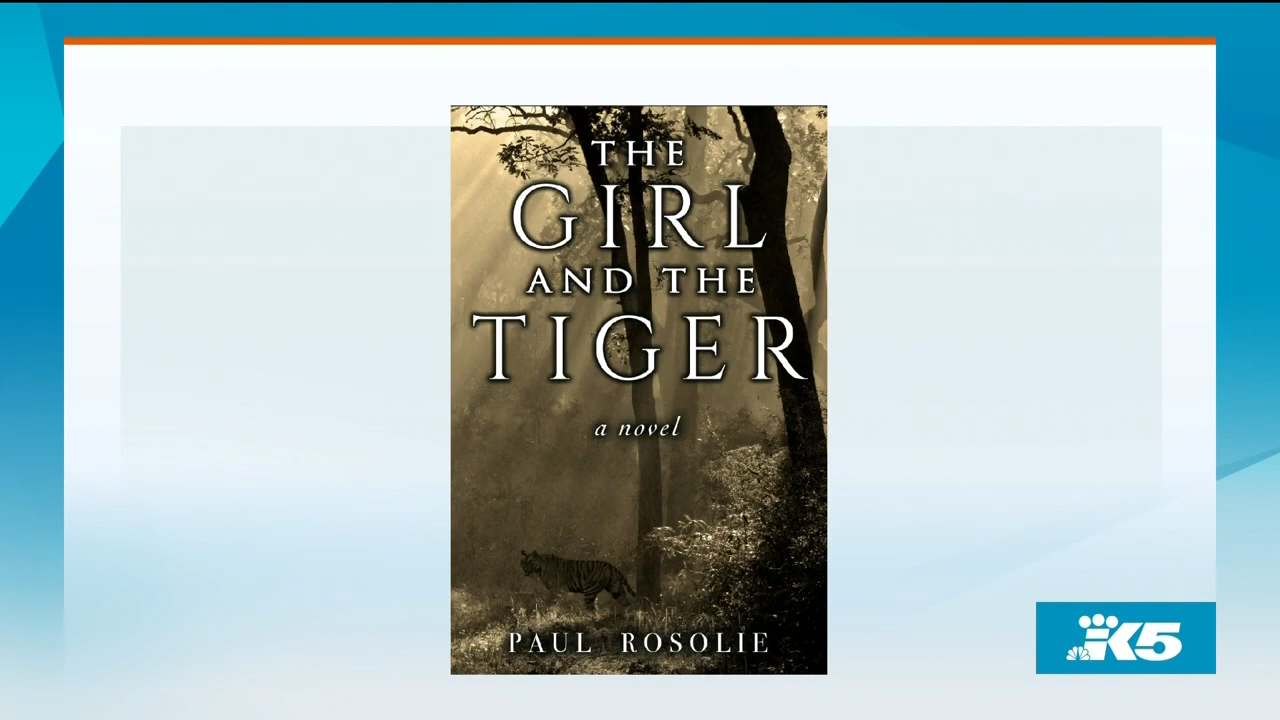 THE
GIRL
AND THE
TIGER
a novel
PAUL ROSOLIE
K5